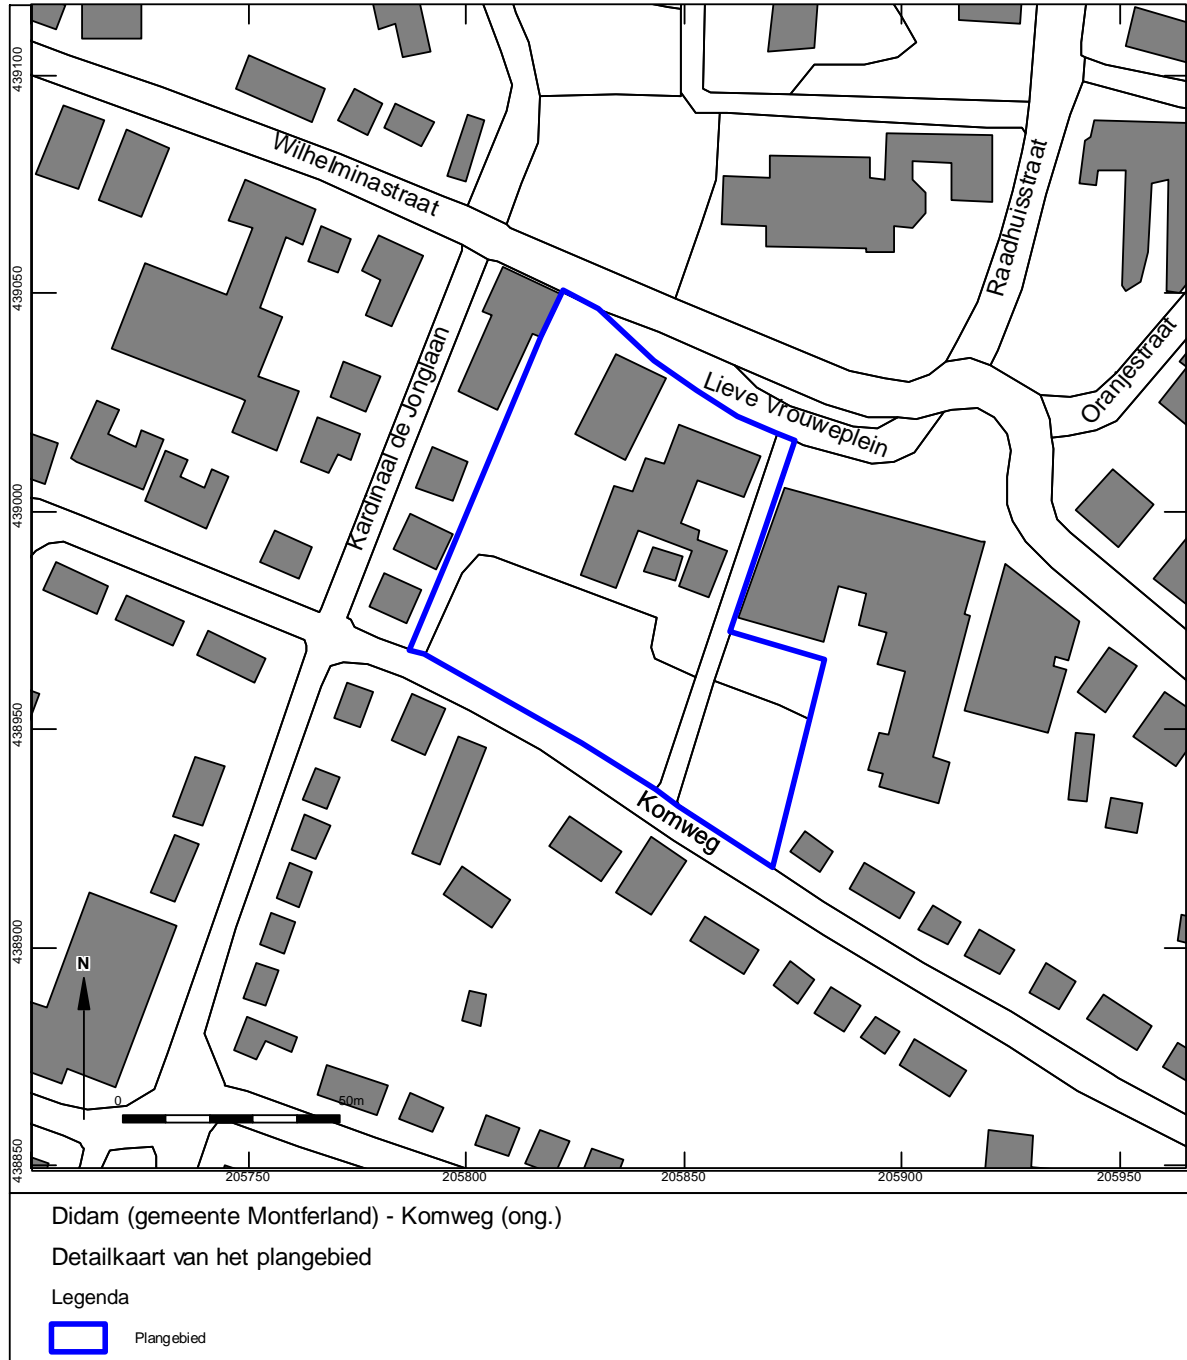 439100
439050
439000
438950
438900
438850
Wilhelminastraat
Raadhuisstraat
Oranjestraat
Kardinaal de Jonglaan
Lieve Vrouweplein
Komweg
N
0
50m
205750
205800
205850
205900
205950
Didam (gemeente Montferland) - Komweg (ong.)
Detailkaart van het plangebied
Legenda
Plangebied